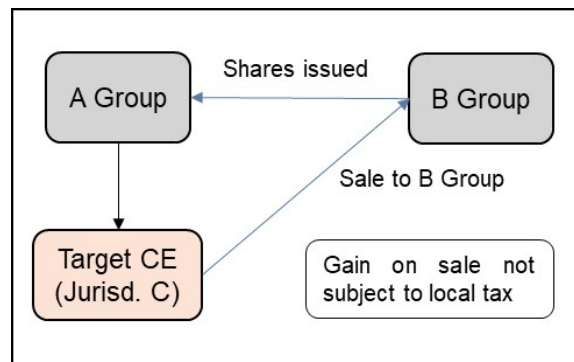 Shares issued
A Group
B Group
Sale to B Group
Target CE
(Jurisd. C)
Gain on sale not
subject to local tax